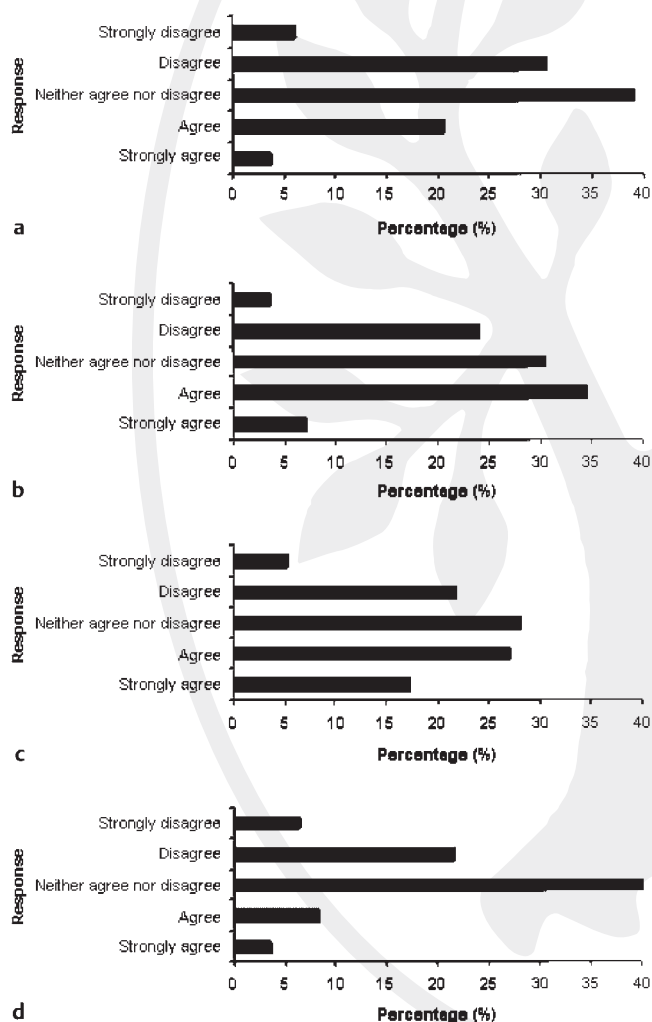 Response
Strongly disagree
Disagree
Neither agree nor disagree
Agree
Strongly agree
0 5 10 15 20 25 30 35 40
Percentage (%)
a
Response
Strongly disagree
Disagree
Neither agree nor disagree
Agree
Strongly agree
0 5 10 15 20 25 30 35 40
Percentage (%)
b
Response
Strongly disagree
Disagree
Neither agree nor disagree
Agree
Strongly agree
0 5 10 15 20 25 30 35 40
Percentage (%)
c
Response
Strongly disagree
Disagree
Neither agree nor disagree
Agree
Strongly agree
0 5 10 15 20 25 30 35 40
Percentage (%)
d